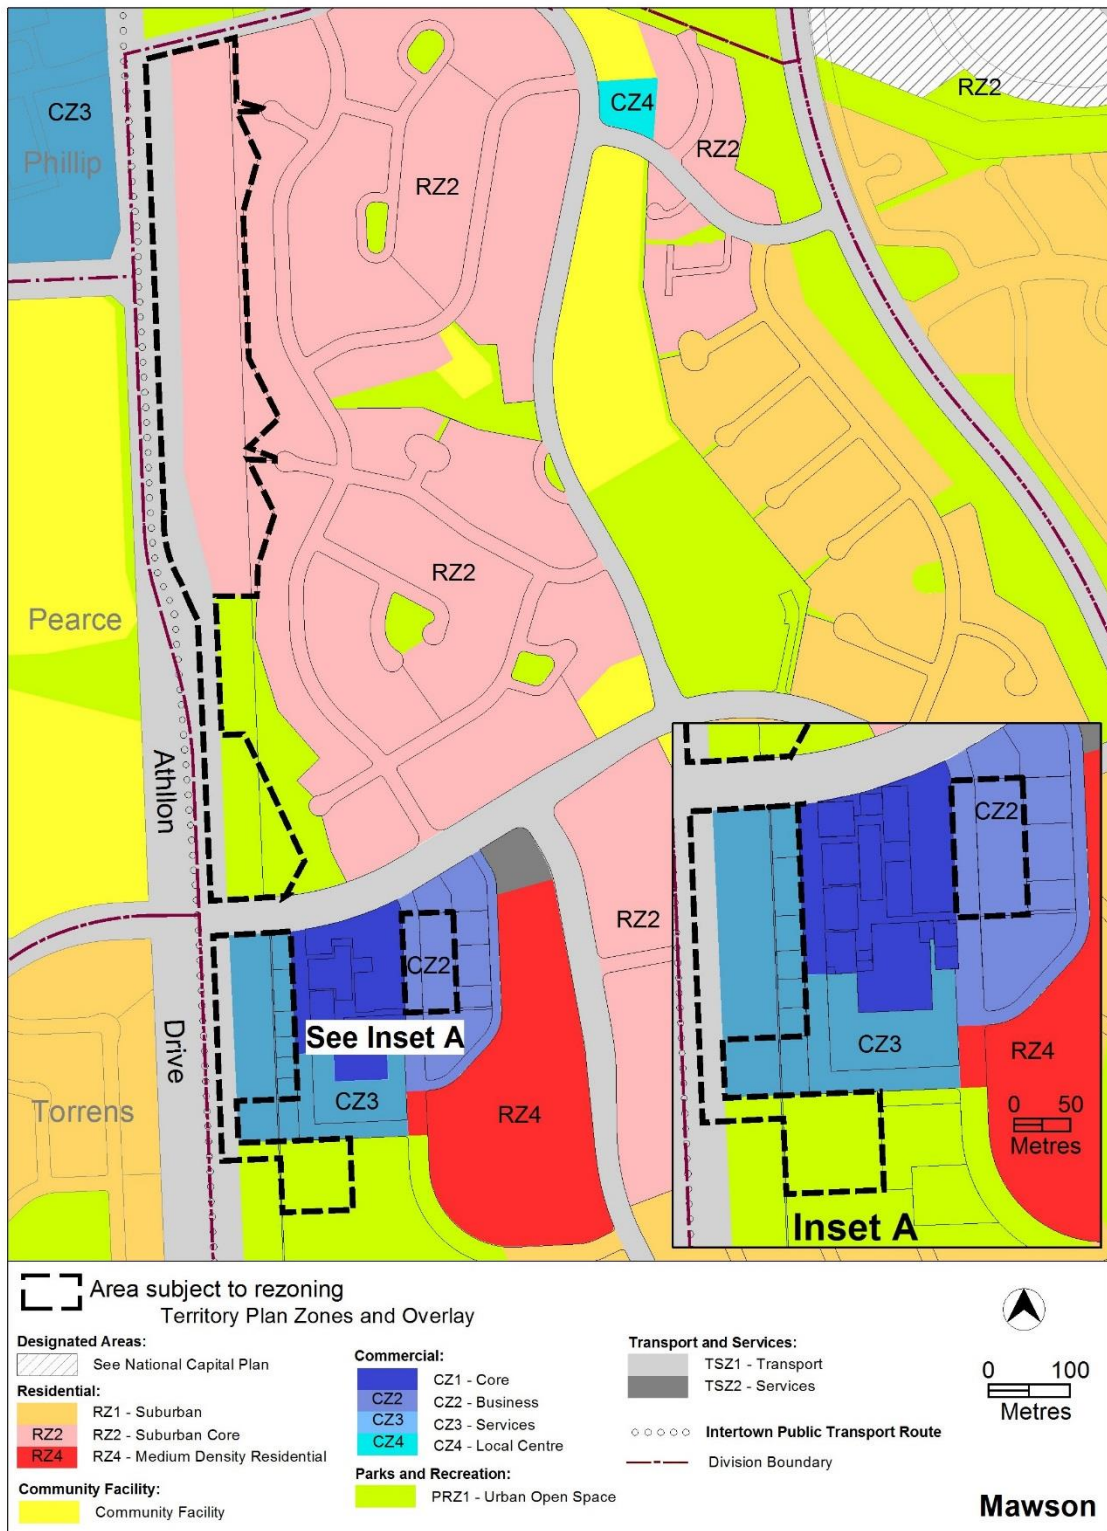 CZ3
Phillip
CZ4
RZ2
RZ2
RZ2
RZ2
Pearce
Athllon
Drive
Torrens
RZ2
CZ2
See Inset A
CZ3
RZ4
CZ2
CZ3
RZ4
0 50
Metres
Inset A
Area subject to rezoning
Territory Plan Zones and Overlay
Designated Areas:
See National Capital Plan
Residential:
RZ1 - Suburban
RZ2 RZ2 - Suburban Core
RZ4 RZ4 - Medium Density Residential
Community Facility:
Community Facility
Commercial:
CZ1 - Core
CZ2 CZ2 - Business
CZ3 CZ3 - Services
CZ4 CZ4 - Local Centre
Parks and Recreation:
PRZ1 - Urban Open Space
Transport and Services:
TSZ1 - Transport
TSZ2 - Services
Intertown Public Transport Route
Division Boundary
0 100
Metres
Mawson